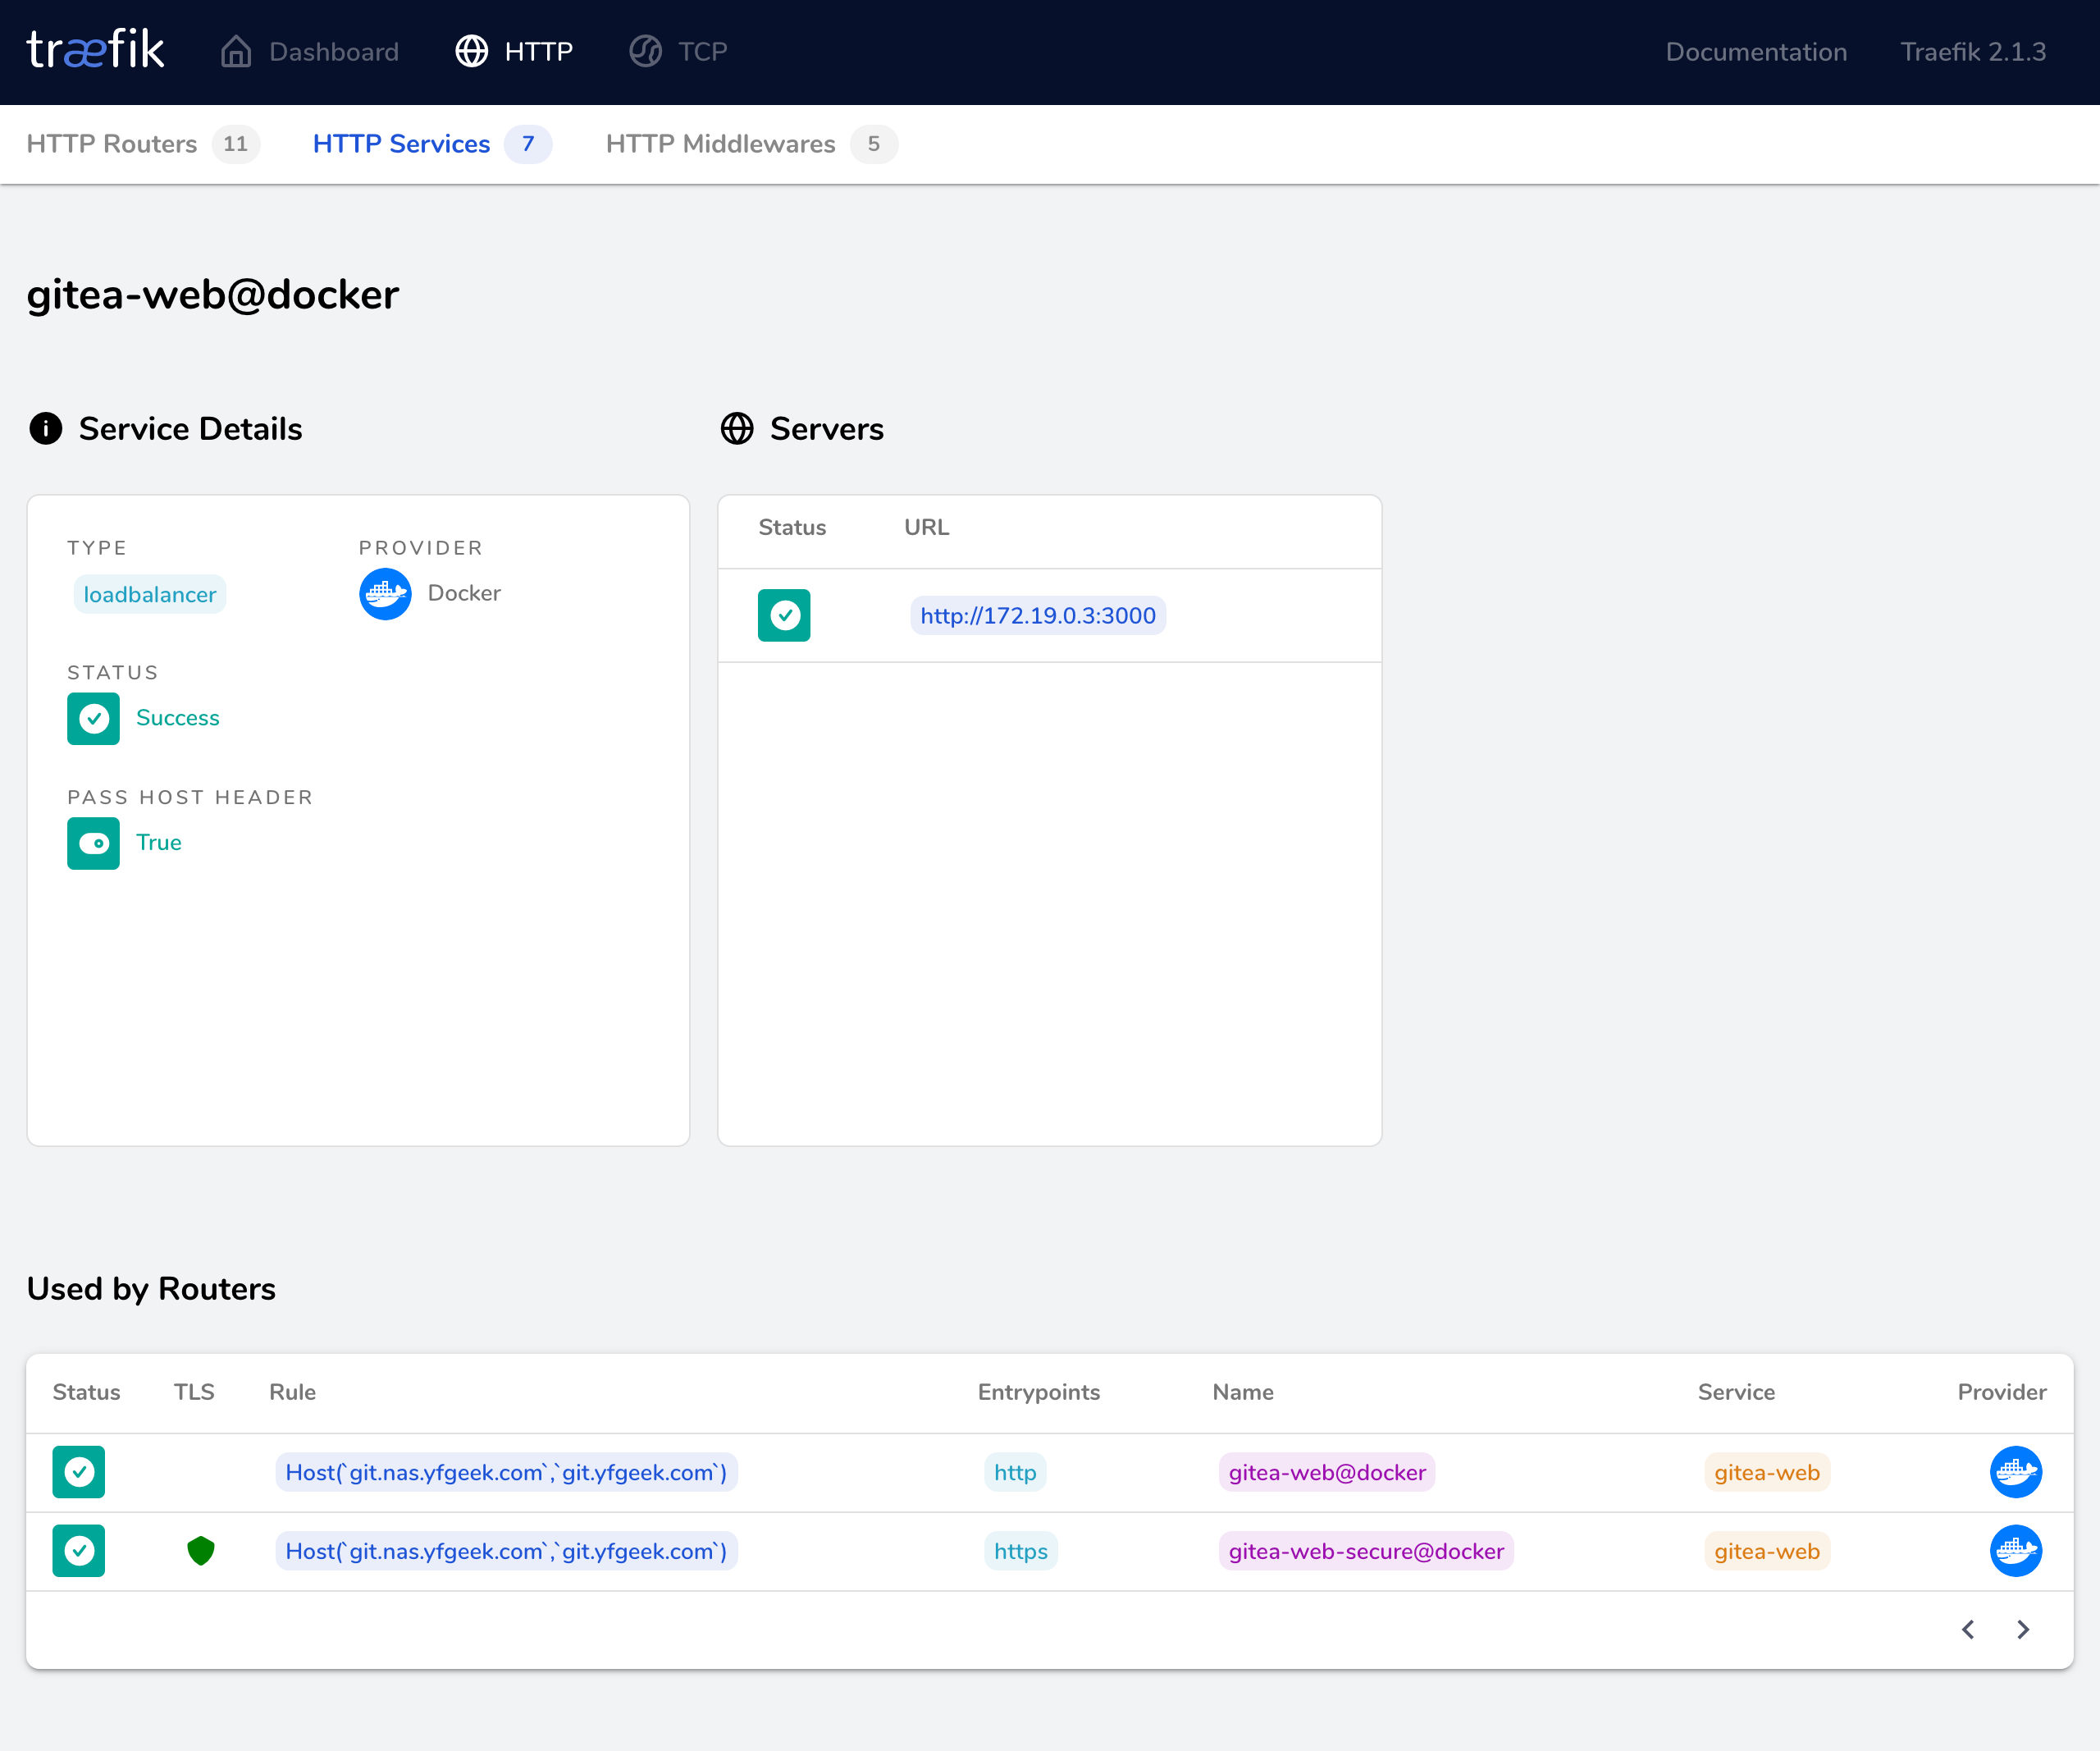 træfik Dashboard HTTP TCP Documentation Traefik 2.1.3
HTTP Routers 11 HTTP Services 7 HTTP Middlewares 5
gitea-web@docker
Service Details
Servers
TYPE PROVIDER
loadbalancer Docker
STATUS
Success
PASS HOST HEADER
True
Status URL
http://172.19.0.3:3000
Used by Routers
Status TLS Rule Entrypoints Name Service Provider
Host(`git.nas.yfgeek.com`,`git.yfgeek.com`) http gitea-web@docker gitea-web
Host(`git.nas.yfgeek.com`,`git.yfgeek.com`) https gitea-web-secure@docker gitea-web